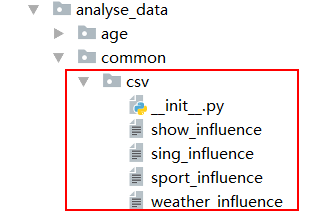 analyse_data
age
common
csv
__init__.py
show_influence
sing_influence
sport_influence
weather_influence